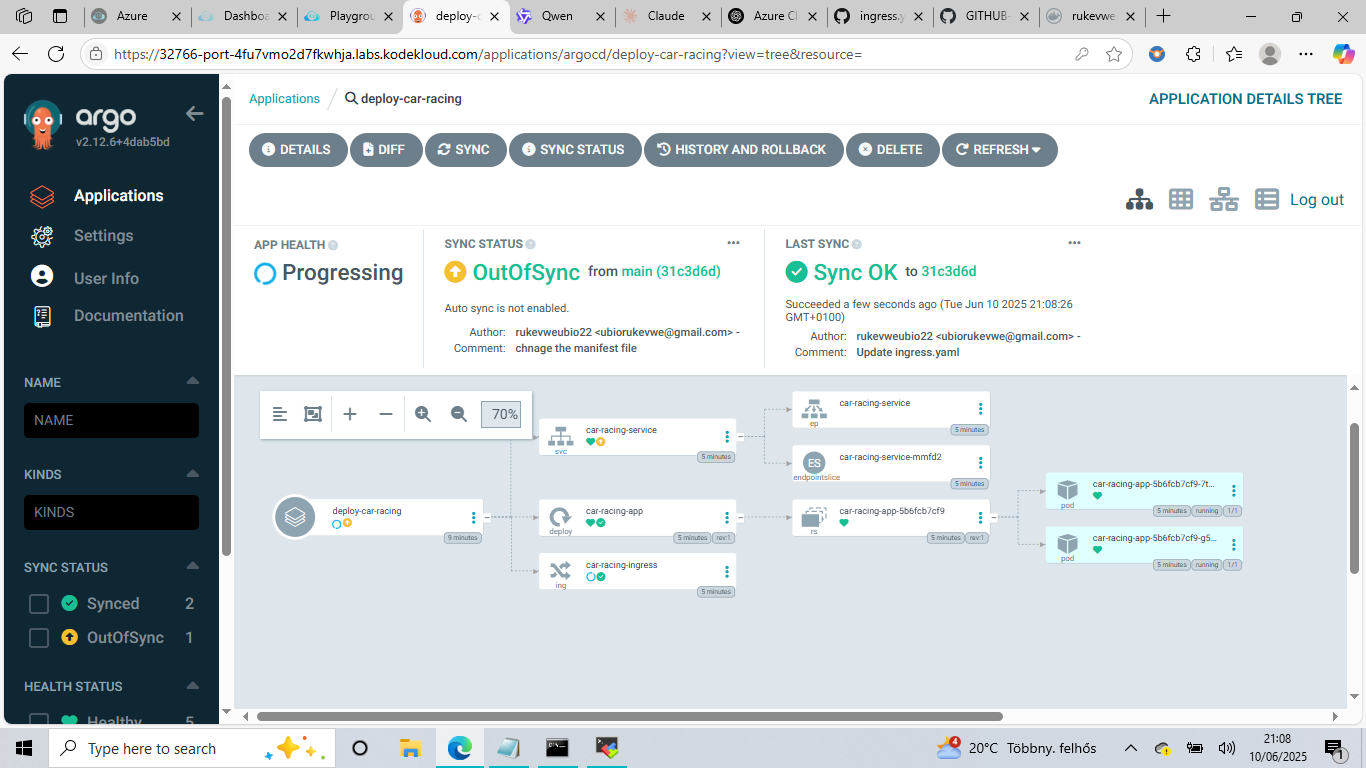 Azure
Dashboa
Playgrou
deploy-c
Qwen
Claude
Azure Cl
ingress.y
GITHUB-
rukevwe
https://32766-port-4fu7vmo2d7fkwhja.labs.kodekloud.com/applications/argocd/deploy-car-racing?view=tree&resource=
argo
v2.12.6+4dab5bd
Applications
Settings
User Info
Documentation
NAME
NAME
KINDS
KINDS
SYNC STATUS
Synced 2
OutOfSync 1
HEALTH STATUS
Healthy 5
Applications / deploy-car-racing
APPLICATION DETAILS TREE
DETAILS
DIFF
SYNC
SYNC STATUS
HISTORY AND ROLLBACK
DELETE
REFRESH
Log out
APP HEALTH
Progressing
SYNC STATUS
OutOfSync from main (31c3d6d)
Auto sync is not enabled.
Author: rukevweubio22 <ubiorukevwe@gmail.com> -
Comment: chnage the manifest file
LAST SYNC
Sync OK to 31c3d6d
Succeeded a few seconds ago (Tue Jun 10 2025 21:08:26
GMT+0100)
Author: rukevweubio22 <ubiorukevwe@gmail.com> -
Comment: Update ingress.yaml
70%
deploy-car-racing
9 minutes
svc
car-racing-service
5 minutes
deploy
car-racing-app
5 minutes rev:1
ing
car-racing-ingress
5 minutes
ep
car-racing-service
5 minutes
ES
endpointslice
car-racing-service-mmfd2
5 minutes
rs
car-racing-app-5b6fcb7cf9
5 minutes rev:1
pod
car-racing-app-5b6fcb7cf9-7t...
5 minutes running 1/1
pod
car-racing-app-5b6fcb7cf9-g5...
5 minutes running 1/1
Type here to search
4
20°C Többny. felhős
21:08
10/06/2025
1